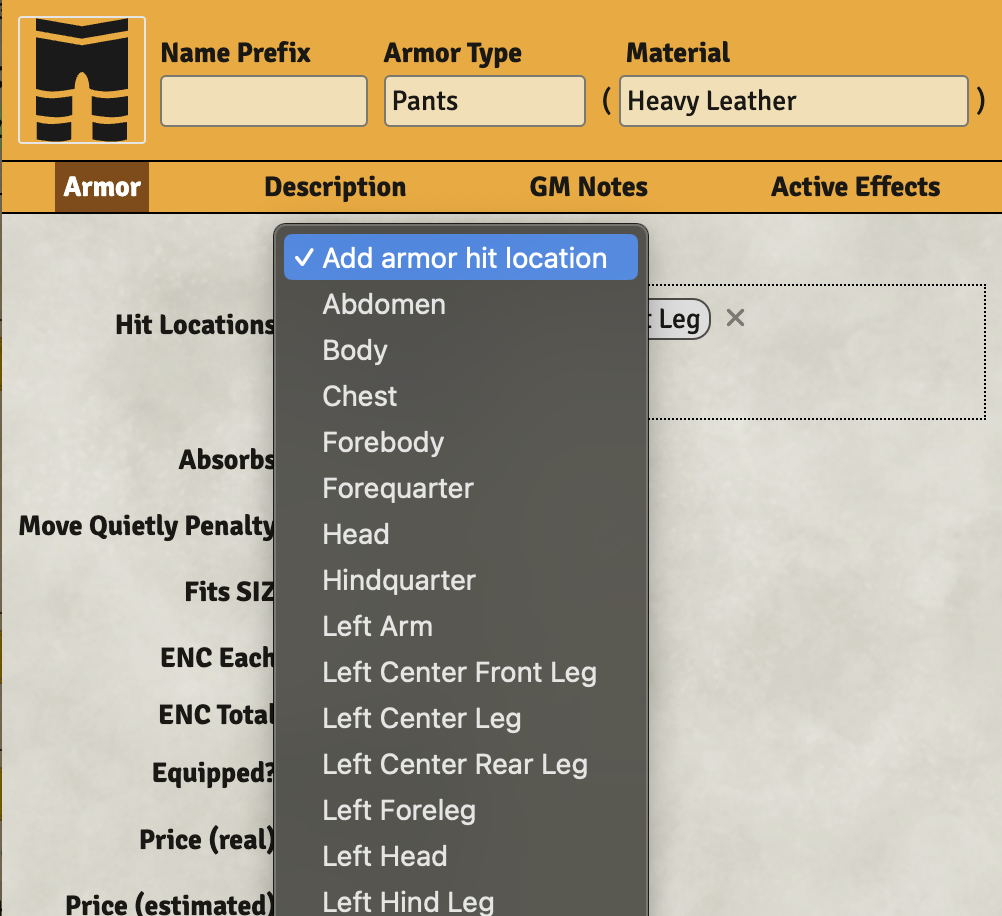 Name Prefix Armor Type Material
Pants ( Heavy Leather )
Armor Description GM Notes Active Effects
✓ Add armor hit location
Abdomen
Hit Locations Leg ×
Body
Chest
Forebody
Absorbs
Forequarter
Move Quietly Penalty
Head
Hindquarter
Fits SIZ
Left Arm
ENC Each
Left Center Front Leg
ENC Total
Left Center Leg
Equipped?
Left Center Rear Leg
Left Foreleg
Price (real)
Left Head
Price (estimated)
Left Hind Leg